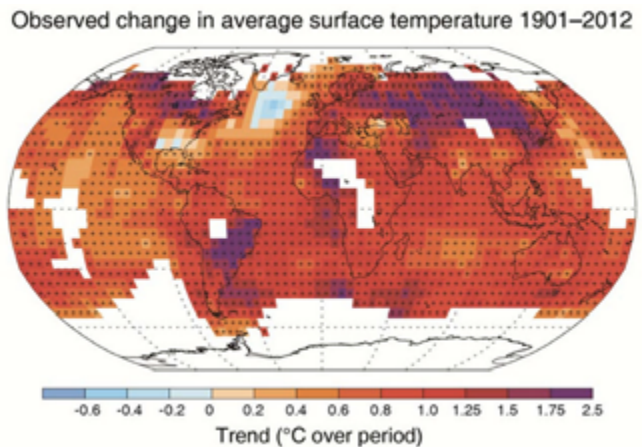 Observed change in average surface temperature 1901–2012
-0.6 -0.4 -0.2 0 0.2 0.4 0.6 0.8 1.0 1.25 1.5 1.75 2.5
Trend (°C over period)